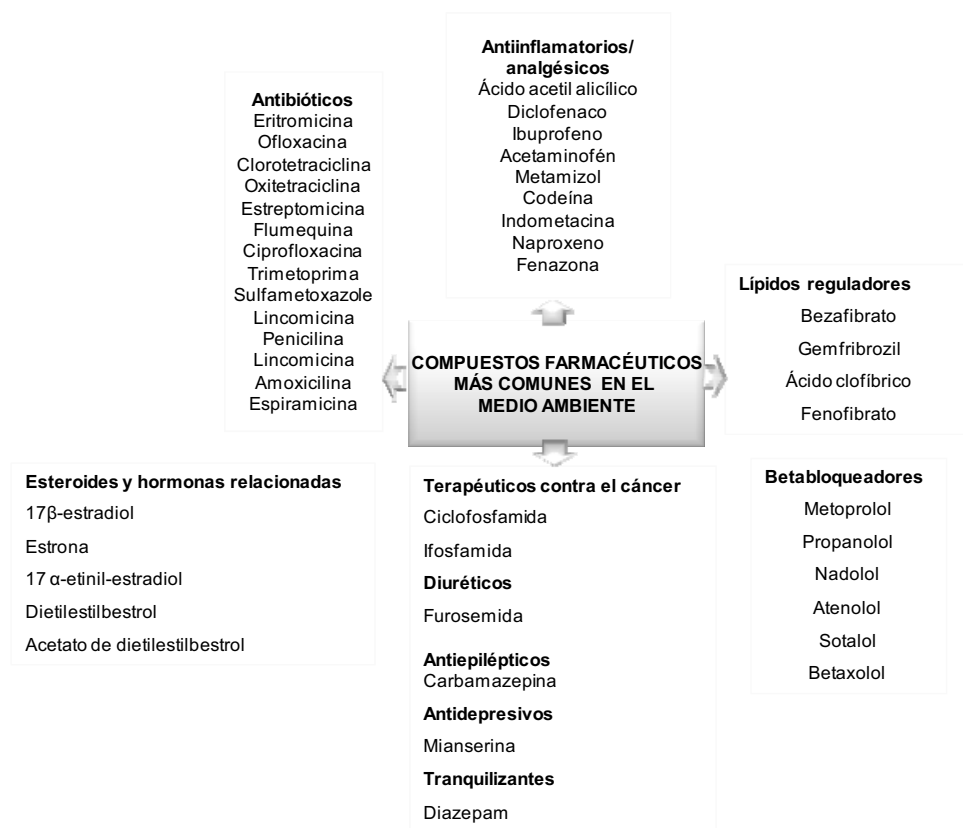 Antiinflamatorios/
analgésicos
Ácido acetil alicílico
Diclofenaco
Ibuprofeno
Acetaminofén
Metamizol
Codeína
Indometacina
Naproxeno
Fenazona
Antibióticos
Eritromicina
Ofloxacina
Clorotetraciclina
Oxitetraciclina
Estreptomicina
Flumequina
Ciprofloxacina
Trimetoprima
Sulfametoxazole
Lincomicina
Penicilina
Lincomicina
Amoxicilina
Espiramicina
Lípidos reguladores
Bezafibrato
Gemfribrozil
Ácido clofíbrico
Fenofibrato
COMPUESTOS FARMACÉUTICOS
MÁS COMUNES EN EL
MEDIO AMBIENTE
Esteroides y hormonas relacionadas
17β-estradiol
Estrona
17 α-etinil-estradiol
Dietilestilbestrol
Acetato de dietilestilbestrol
Terapéuticos contra el cáncer
Ciclofosfamida
Ifosfamida
Diuréticos
Furosemida
Antiepilépticos
Carbamazepina
Antidepresivos
Mianserina
Tranquilizantes
Diazepam
Betabloqueadores
Metoprolol
Propanolol
Nadolol
Atenolol
Sotalol
Betaxolol